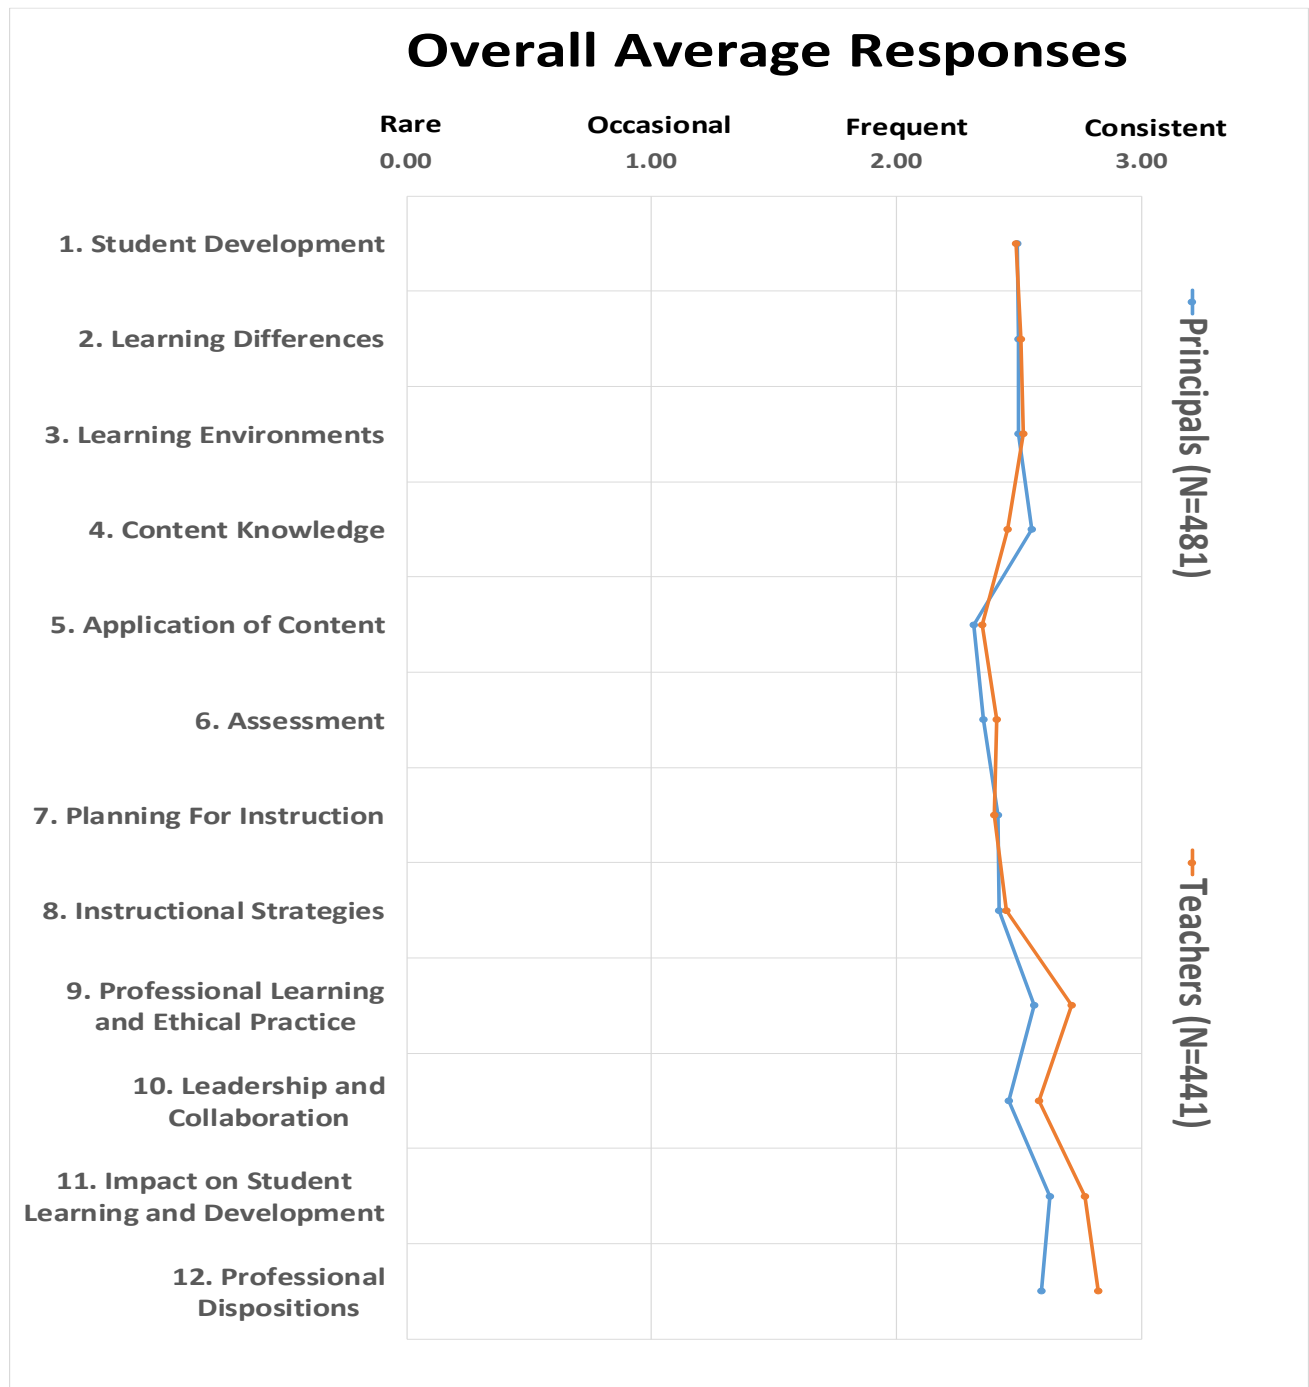 Overall Average Responses
Rare Occasional Frequent Consistent
0.00 1.00 2.00 3.00
1. Student Development
2. Learning Differences
3. Learning Environments
4. Content Knowledge
5. Application of Content
6. Assessment
7. Planning For Instruction
8. Instructional Strategies
9. Professional Learning
and Ethical Practice
10. Leadership and
Collaboration
11. Impact on Student
Learning and Development
12. Professional
Dispositions
Principals (N=481)
Teachers (N=441)